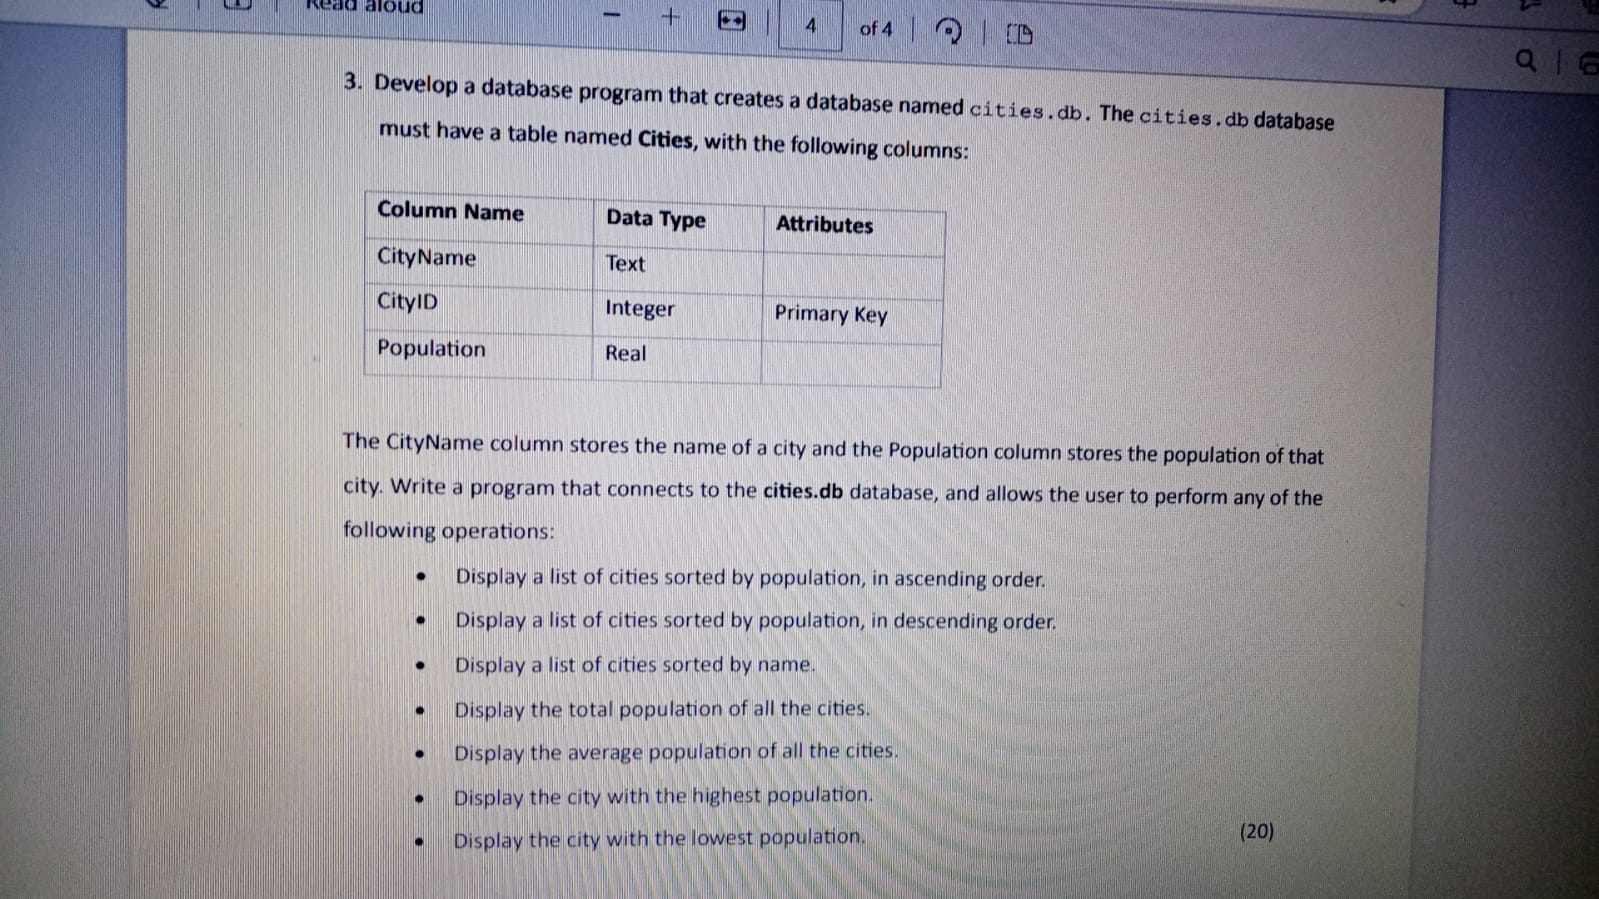 Read aloud
4
of 4
3. Develop a database program that creates a database named cities.db. The cities.db database
must have a table named Cities, with the following columns:
Column Name Data Type Attributes
CityName Text
CityID Integer Primary Key
Population Real
The CityName column stores the name of a city and the Population column stores the population of that
city. Write a program that connects to the cities.db database, and allows the user to perform any of the
following operations:
• Display a list of cities sorted by population, in ascending order.
• Display a list of cities sorted by population, in descending order.
• Display a list of cities sorted by name.
• Display the total population of all the cities.
• Display the average population of all the cities.
• Display the city with the highest population.
• Display the city with the lowest population.
(20)